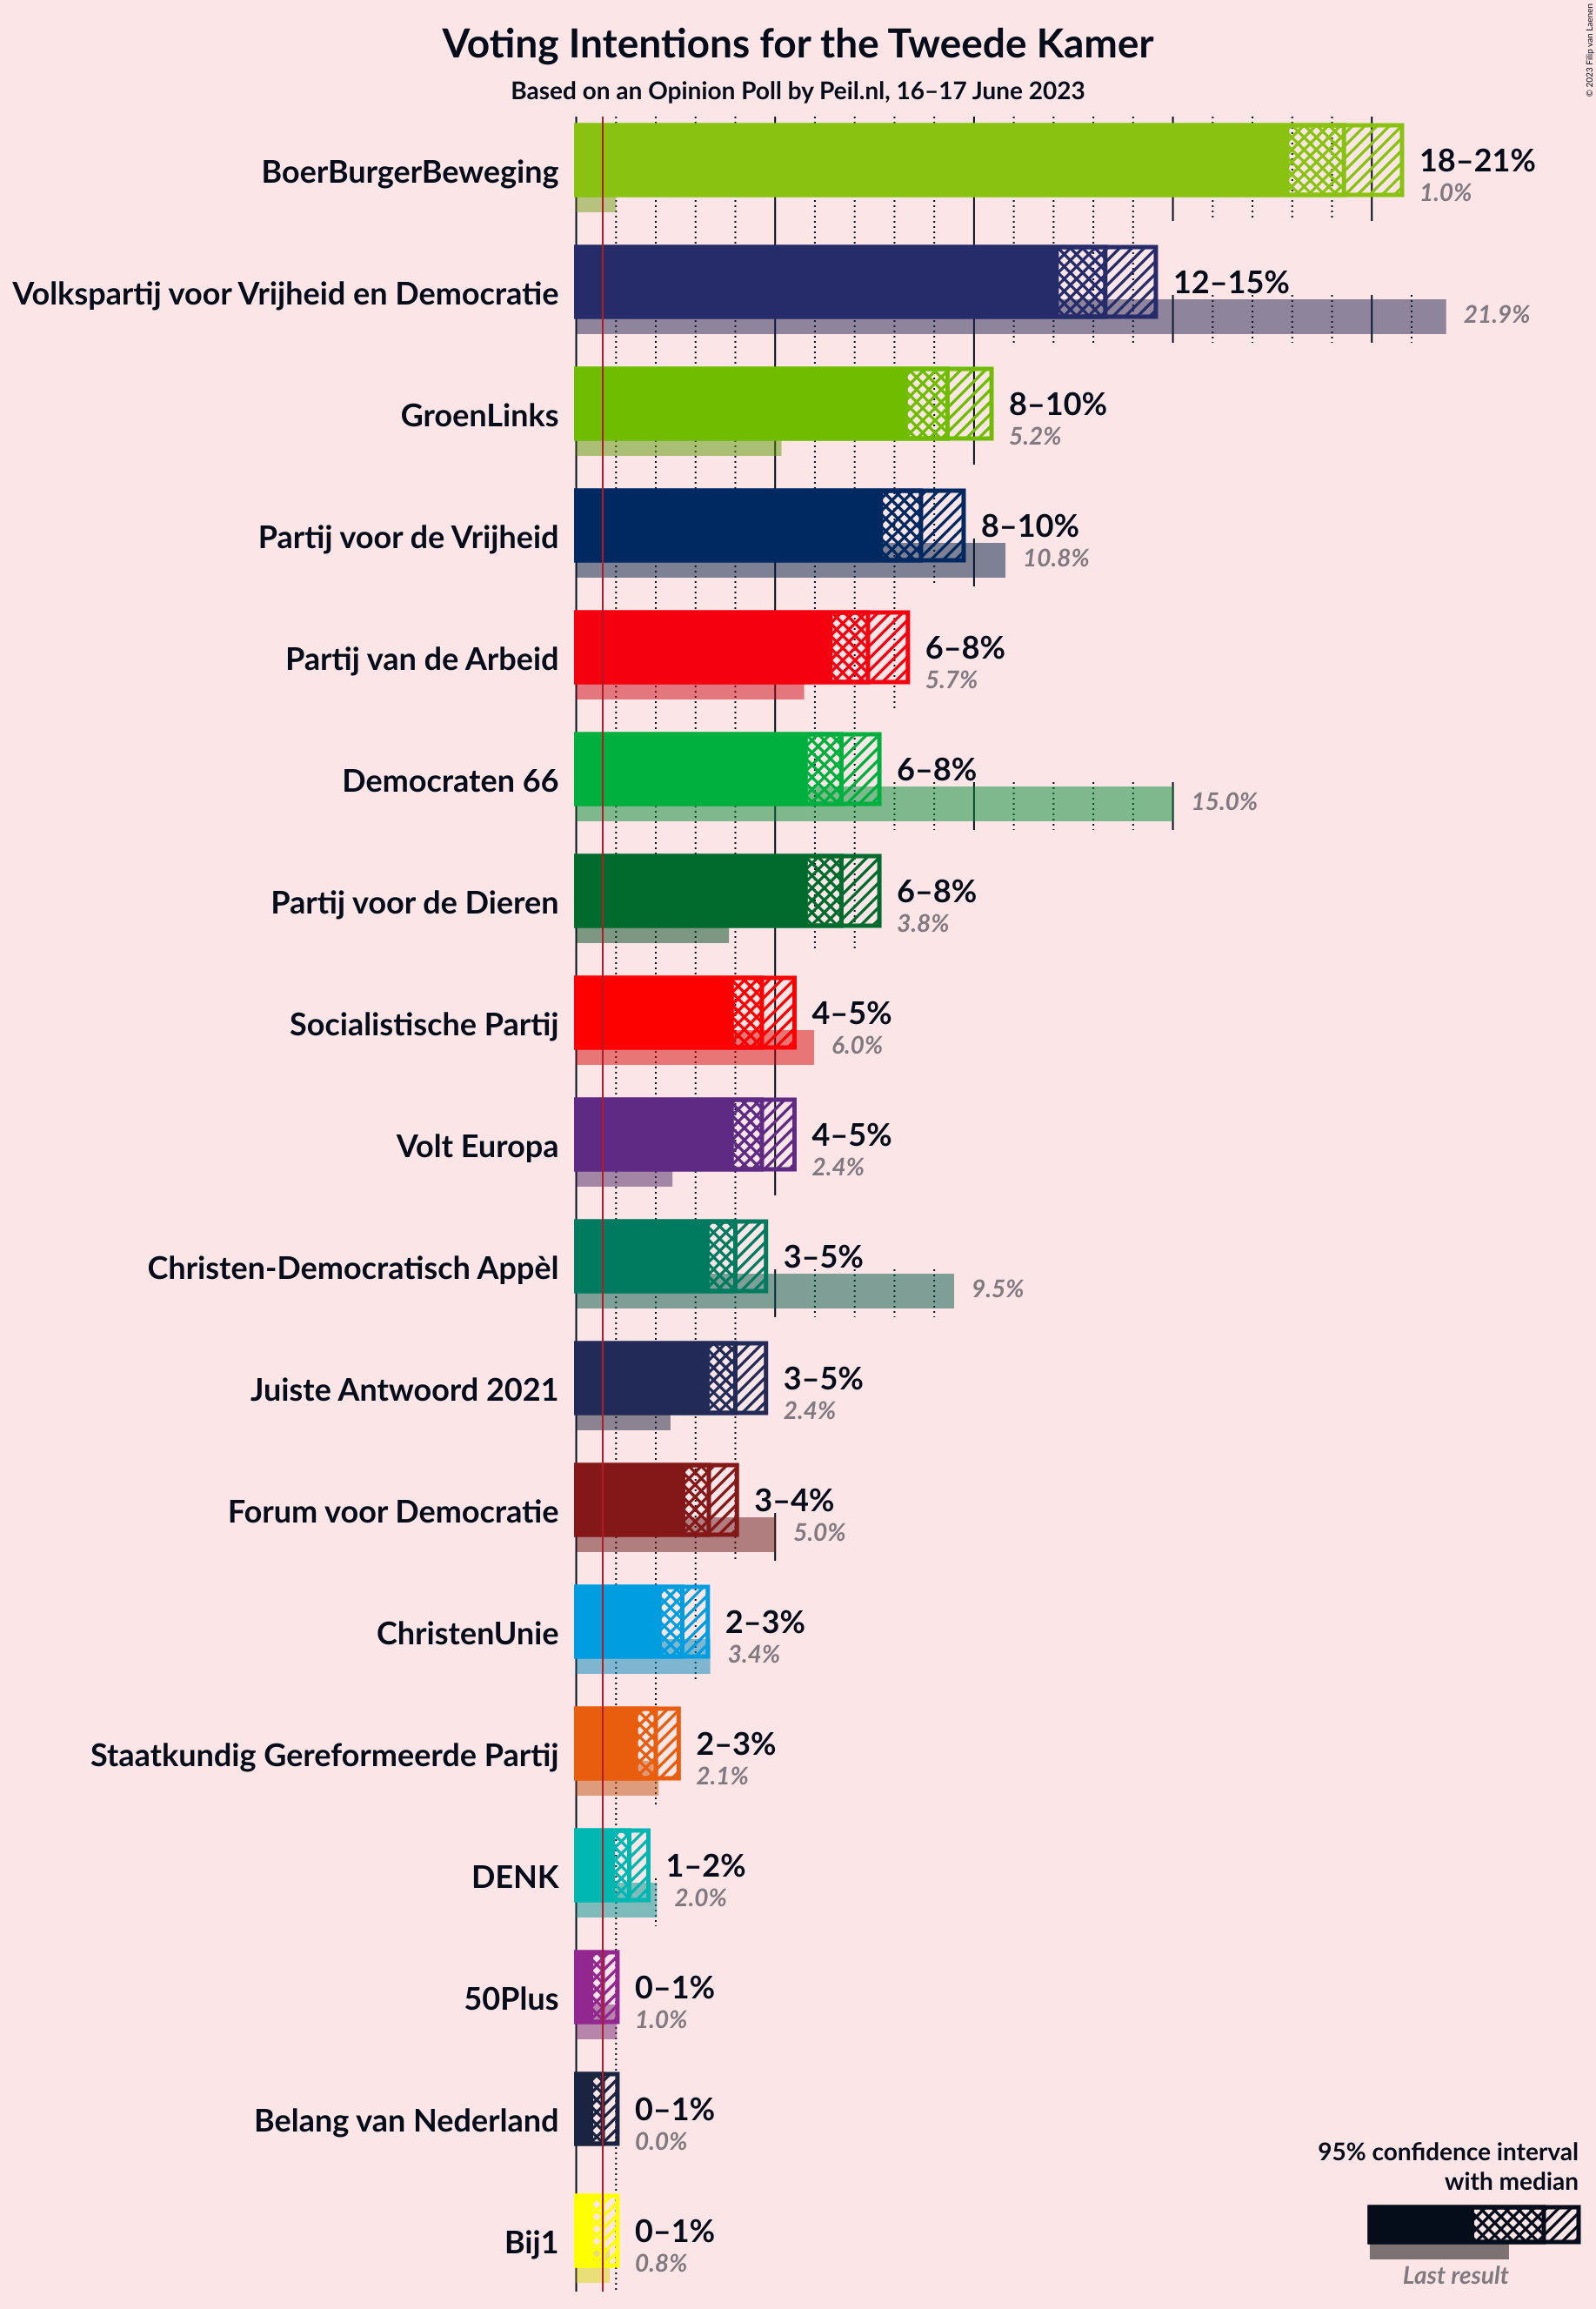 © 2023 Filip van Laenen
Voting Intentions for the Tweede Kamer
Based on an Opinion Poll by Peil.nl, 16–17 June 2023
BoerBurgerBeweging
18–21%
1.0%
Volkspartij voor Vrijheid en Democratie
12–15%
21.9%
GroenLinks
8–10%
5.2%
Partij voor de Vrijheid
8–10%
10.8%
Partij van de Arbeid
6–8%
5.7%
Democraten 66
6–8%
15.0%
Partij voor de Dieren
6–8%
3.8%
Socialistische Partij
4–5%
6.0%
Volt Europa
4–5%
2.4%
Christen-Democratisch Appèl
3–5%
9.5%
Juiste Antwoord 2021
3–5%
2.4%
Forum voor Democratie
3–4%
5.0%
ChristenUnie
2–3%
3.4%
Staatkundig Gereformeerde Partij
2–3%
2.1%
DENK
1–2%
2.0%
50Plus
0–1%
1.0%
Belang van Nederland
0–1%
0.0%
Bij1
0–1%
0.8%
95% confidence interval
with median
Last result